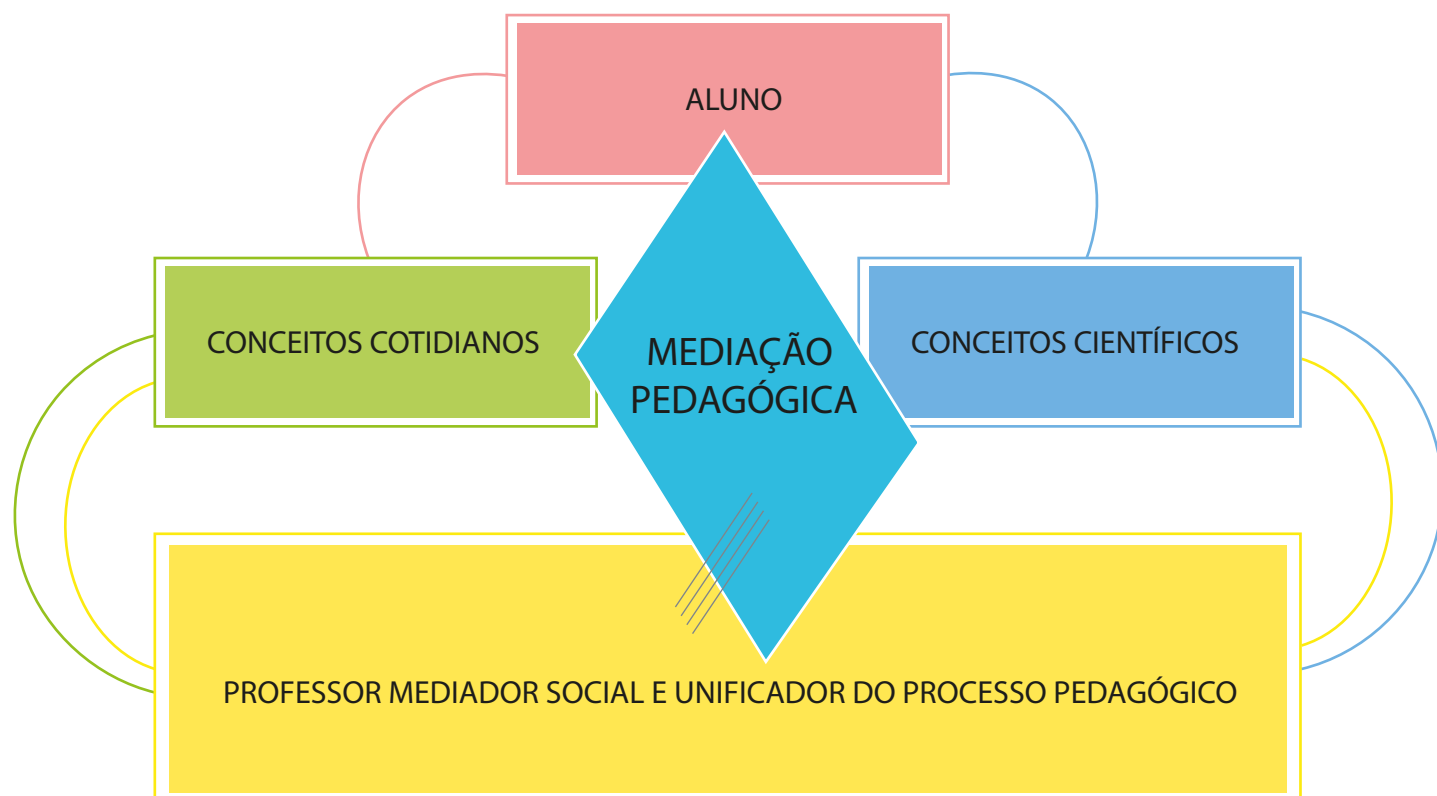 ALUNO
CONCEITOS COTIDIANOS
MEDIAÇÃO
PEDAGÓGICA
CONCEITOS CIENTÍFICOS
PROFESSOR MEDIADOR SOCIAL E UNIFICADOR DO PROCESSO PEDAGÓGICO